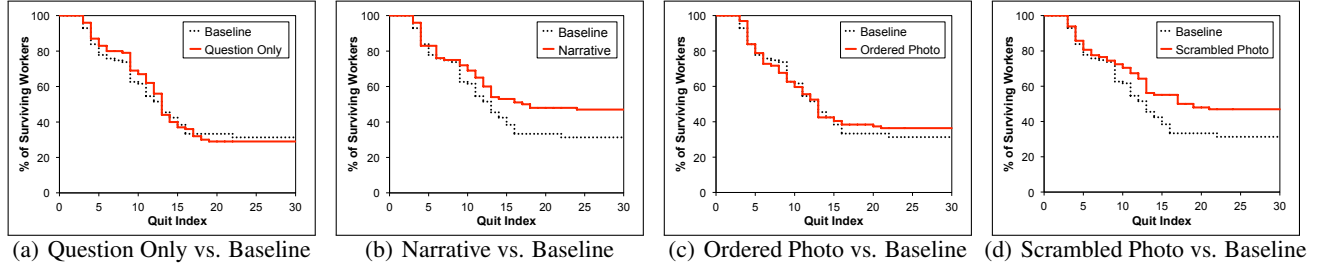 100
80
60
40
20
0
% of Surviving Workers
0 5 10 15 20 25 30
Quit Index
Baseline
Question Only
(a) Question Only vs. Baseline
100
80
60
40
20
0
% of Surviving Workers
0 5 10 15 20 25 30
Quit Index
Baseline
Narrative
(b) Narrative vs. Baseline
100
80
60
40
20
0
% of Surviving Workers
0 5 10 15 20 25 30
Quit Index
Baseline
Ordered Photo
(c) Ordered Photo vs. Baseline
100
80
60
40
20
0
% of Surviving Workers
0 5 10 15 20 25 30
Quit Index
Baseline
Scrambled Photo
(d) Scrambled Photo vs. Baseline